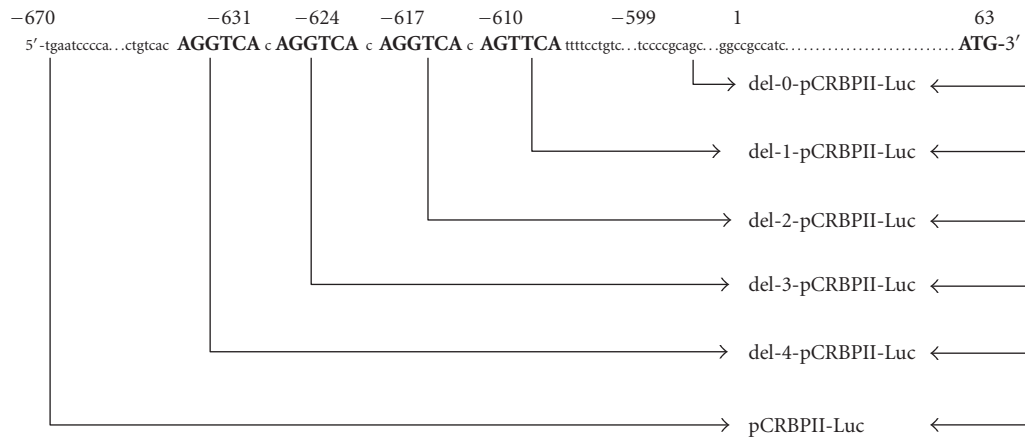 −670 −631 −624 −617 −610 −599 1 63
5′-tgaatcccca...ctgtcac AGGTCA c AGGTCA c AGGTCA c AGTTCA ttttcctgtc...tccccgcagc...ggccgccatc............................ATG-3′
del-0-pCRBPII-Luc
del-1-pCRBPII-Luc
del-2-pCRBPII-Luc
del-3-pCRBPII-Luc
del-4-pCRBPII-Luc
pCRBPII-Luc